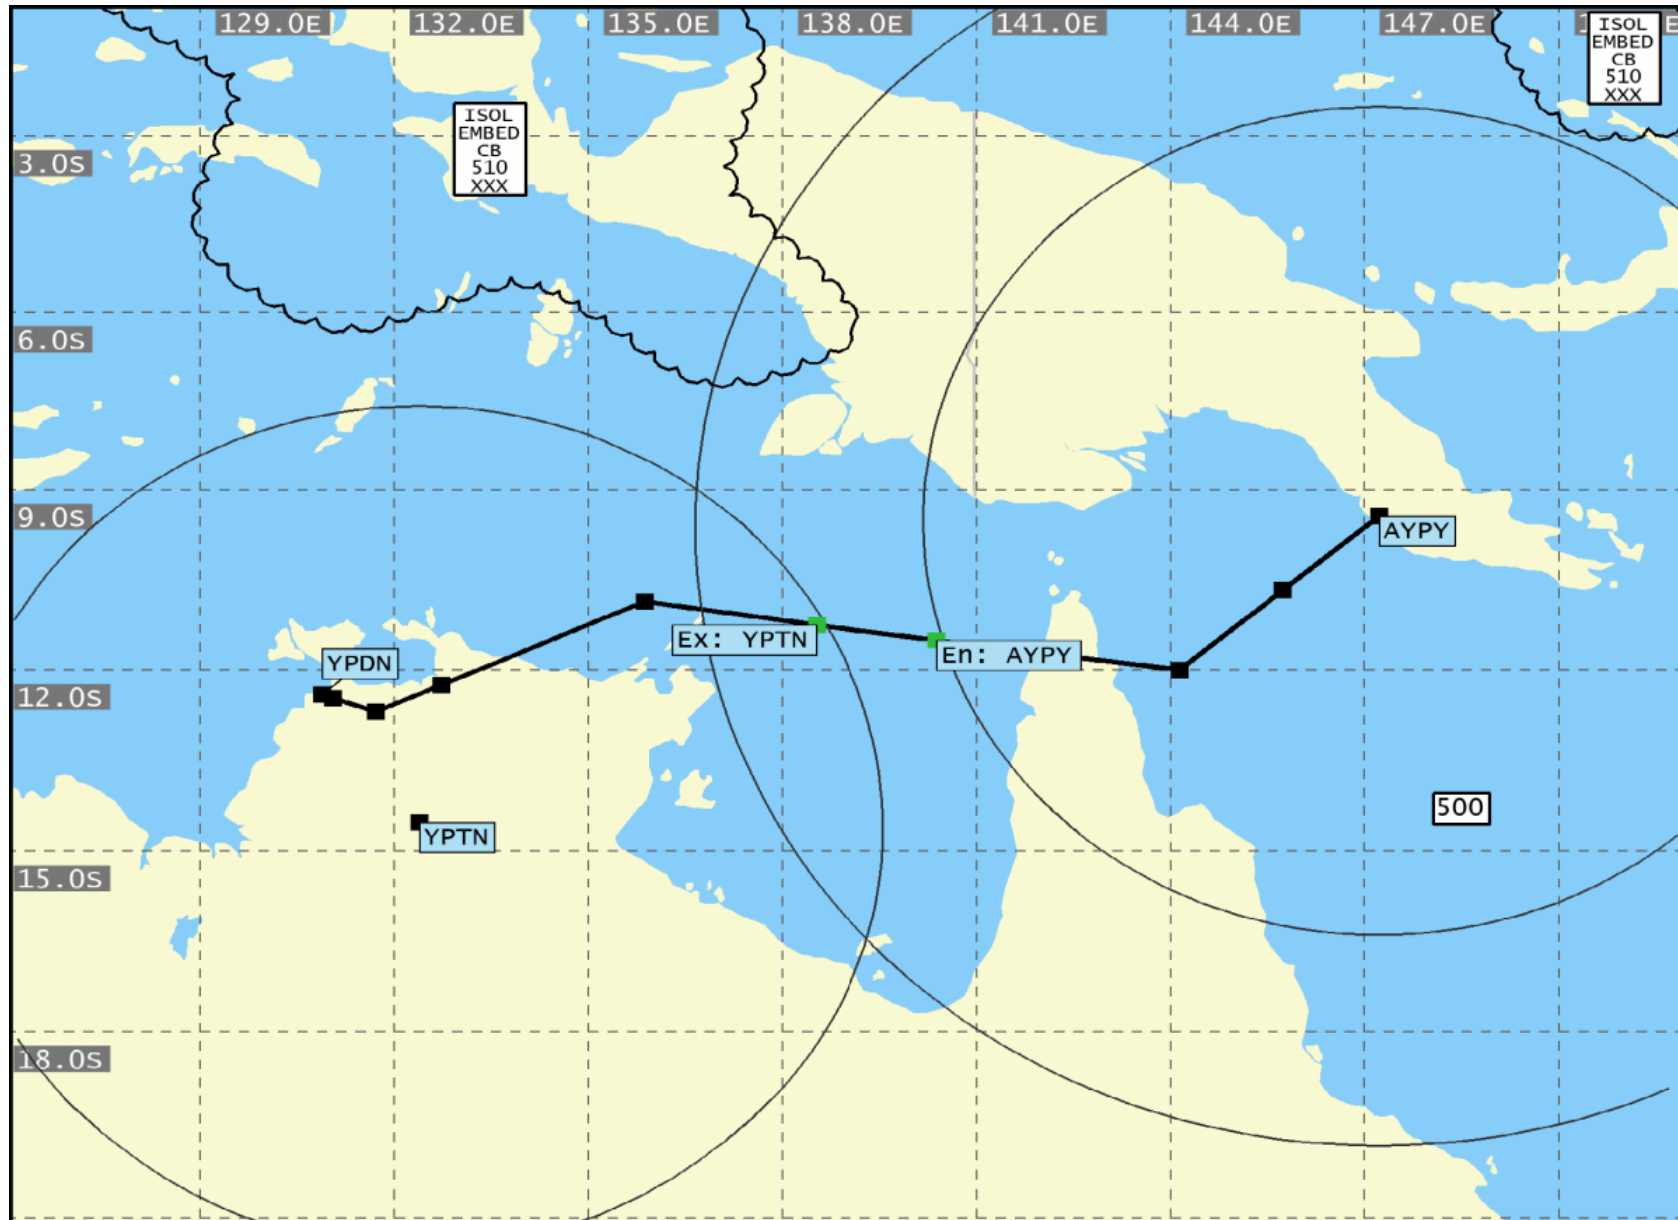 129.0E
132.0E
135.0E
138.0E
141.0E
144.0E
147.0E
ISOL
EMBED
CB
510
XXX
ISOL
EMBED
CB
510
XXX
3.0S
6.0S
9.0S
AYPY
Ex: YPTN
En: AYPY
YPDN
12.0S
500
YPTN
15.0S
18.0S